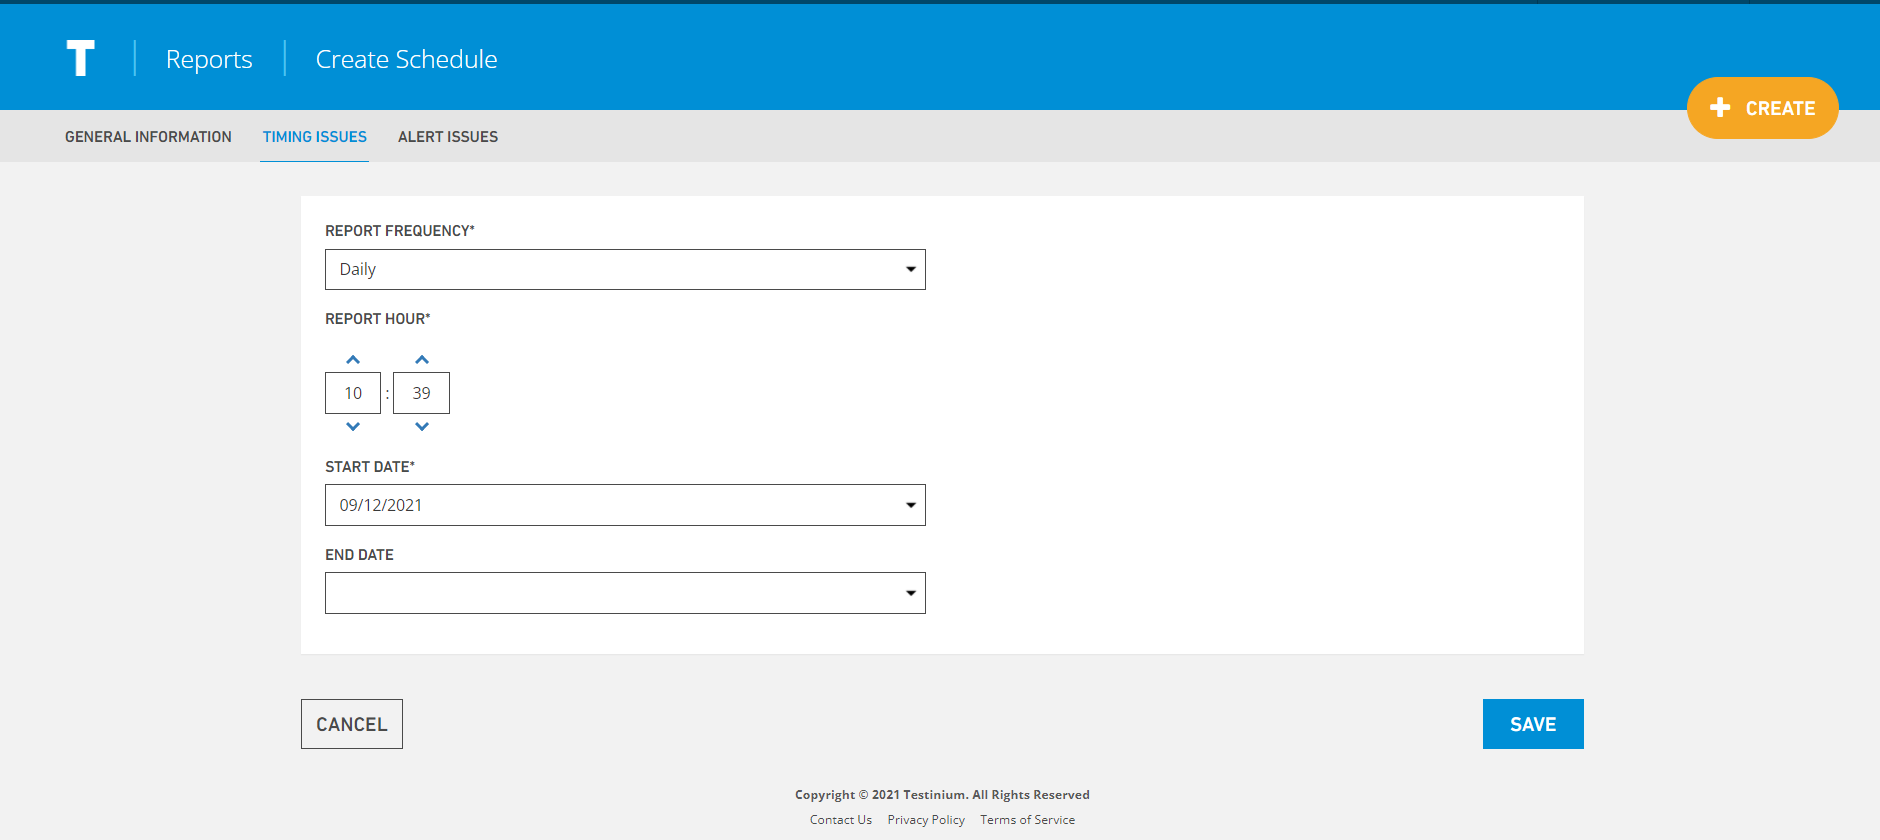 T Reports Create Schedule
+ CREATE
GENERAL INFORMATION TIMING ISSUES ALERT ISSUES
REPORT FREQUENCY*
Daily
REPORT HOUR*
10 : 39
START DATE*
09/12/2021
END DATE
CANCEL SAVE
Copyright © 2021 Testinium. All Rights Reserved
Contact Us Privacy Policy Terms of Service